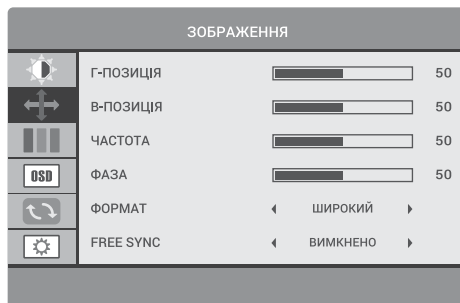 ЗОБРАЖЕННЯ
Г-ПОЗИЦІЯ 50
В-ПОЗИЦІЯ 50
ЧАСТОТА 50
ФАЗА 50
OSD
ФОРМАТ ШИРОКИЙ
FREE SYNC ВИМКНЕНО